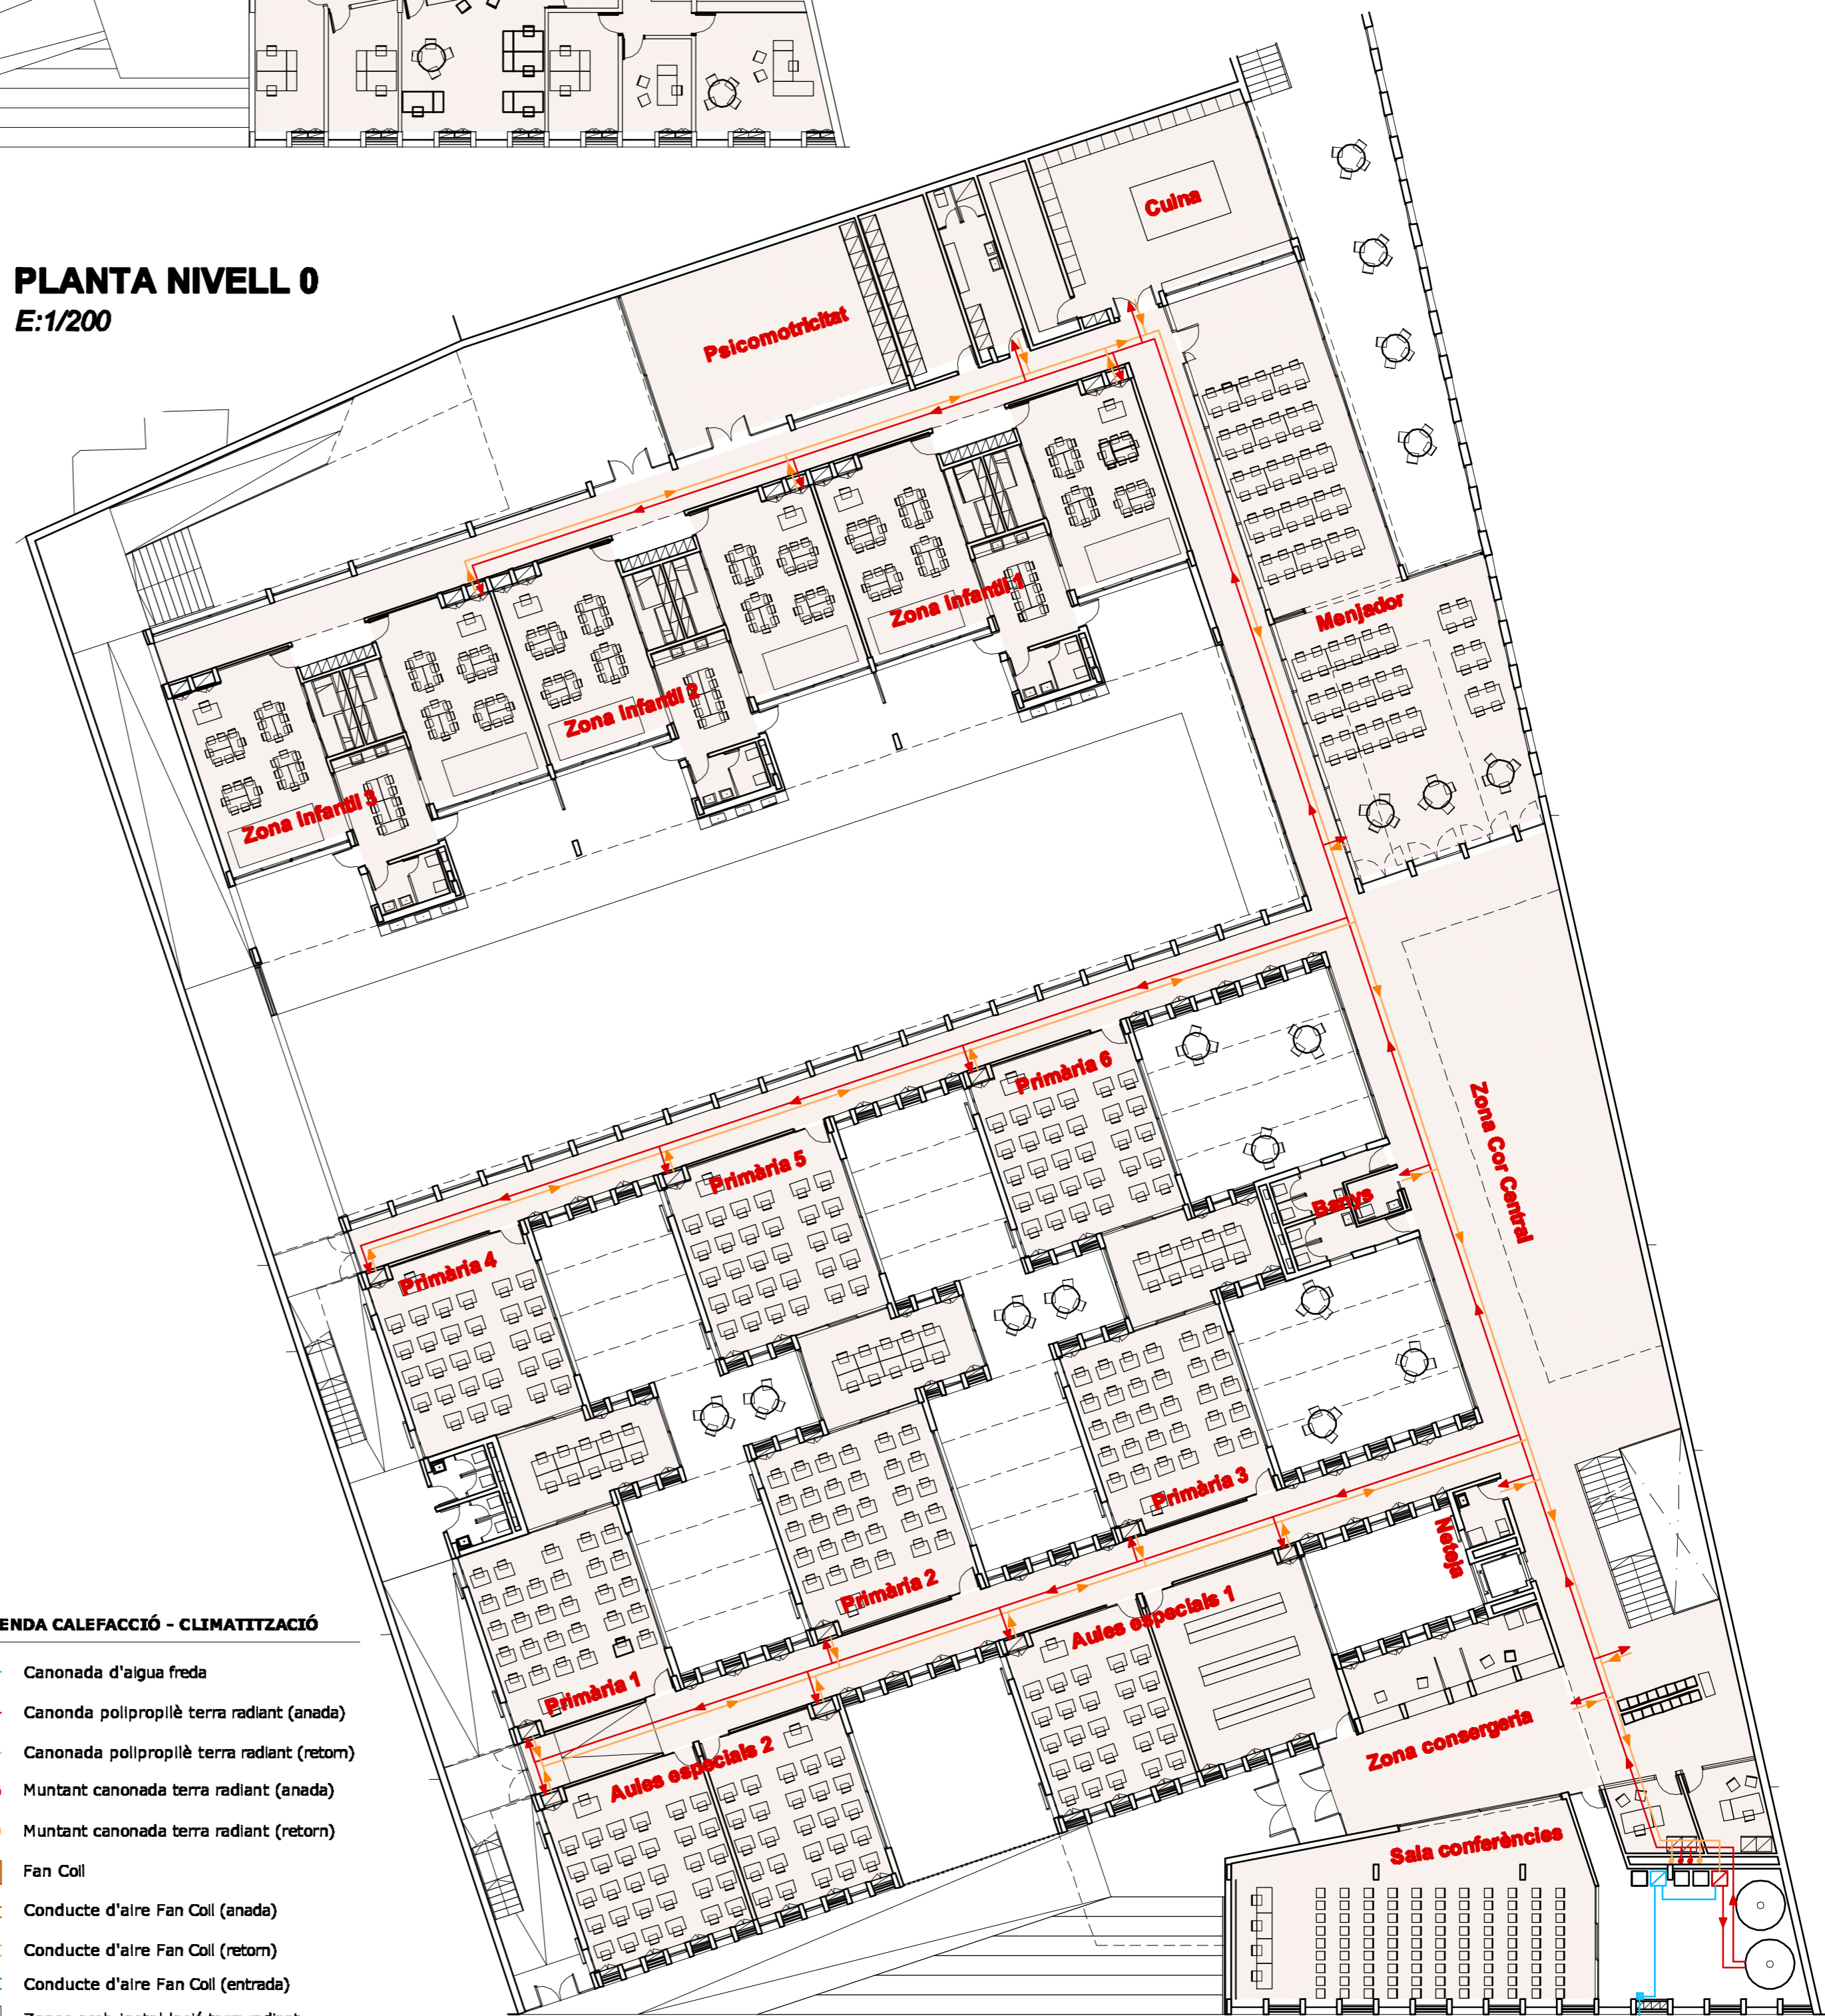 PLANTA NIVELL 0
E:1/200
Cuina
Psicomotricitat
Zona infantil 1
Menjador
Zona infantil 2
Zona infantil 3
Primària 6
Zona Cor Central
Primària 5
Banys
Primària 4
Primària 3
Neteja
Primària 2
Aules especials 1
Primària 1
Zona consergeria
Aules especials 2
Sala conferències
ENDA CALEFACCIÓ - CLIMATITZACIÓ
Canonada d'aigua freda
Canonda polipropilè terra radiant (anada)
Canonada polipropilè terra radiant (retorn)
Muntant canonada terra radiant (anada)
Muntant canonada terra radiant (retorn)
Fan Coil
Conducte d'aire Fan Coil (anada)
Conducte d'aire Fan Coil (retorn)
Conducte d'aire Fan Coil (entrada)